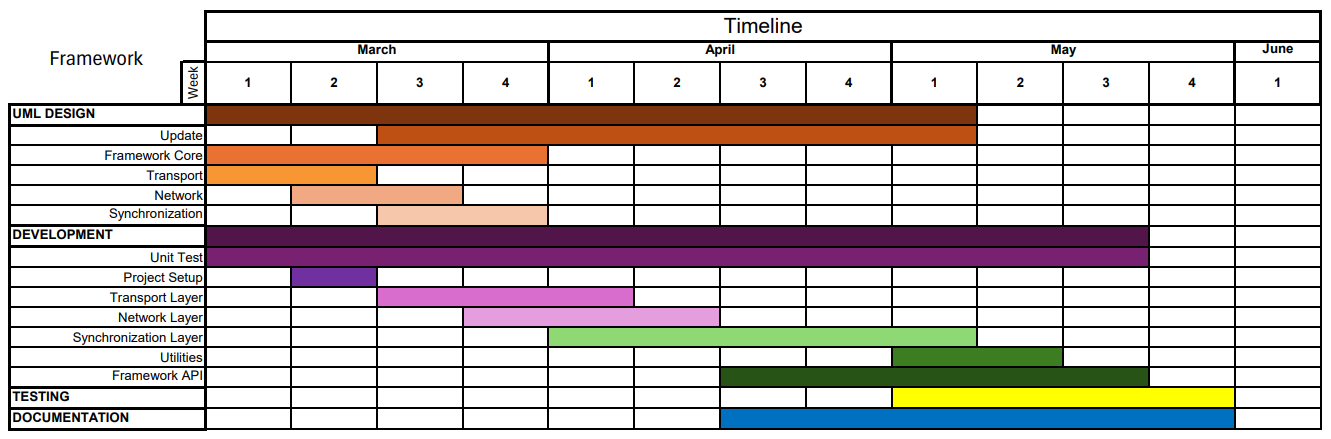 Timeline
Framework
March April May June
Week
1 2 3 4 1 2 3 4 1 2 3 4 1
UML DESIGN
Update
Framework Core
Transport
Network
Synchronization
DEVELOPMENT
Unit Test
Project Setup
Transport Layer
Network Layer
Synchronization Layer
Utilities
Framework API
TESTING
DOCUMENTATION